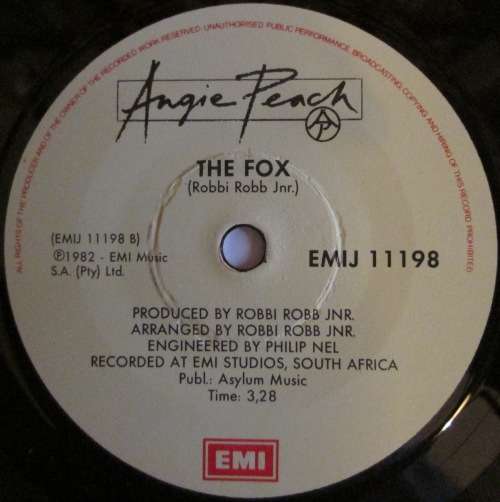 ALL RIGHTS OF THE PRODUCER AND OF THE OWNER OF THE RECORDED WORK RESERVED. UNAUTHORISED PUBLIC PERFORMANCE, BROADCASTING, COPYING AND HIRING OF THIS RECORD PROHIBITED.
Angie Peach
AP
THE FOX
(Robbi Robb Jnr.)
(EMIJ 11198 B)
℗1982 - EMI Music
S.A. (Pty) Ltd.
EMIJ 11198
PRODUCED BY ROBBI ROBB JNR.
ARRANGED BY ROBBI ROBB JNR.
ENGINEERED BY PHILIP NEL
RECORDED AT EMI STUDIOS, SOUTH AFRICA
Publ.: Asylum Music
Time: 3,28
EMI